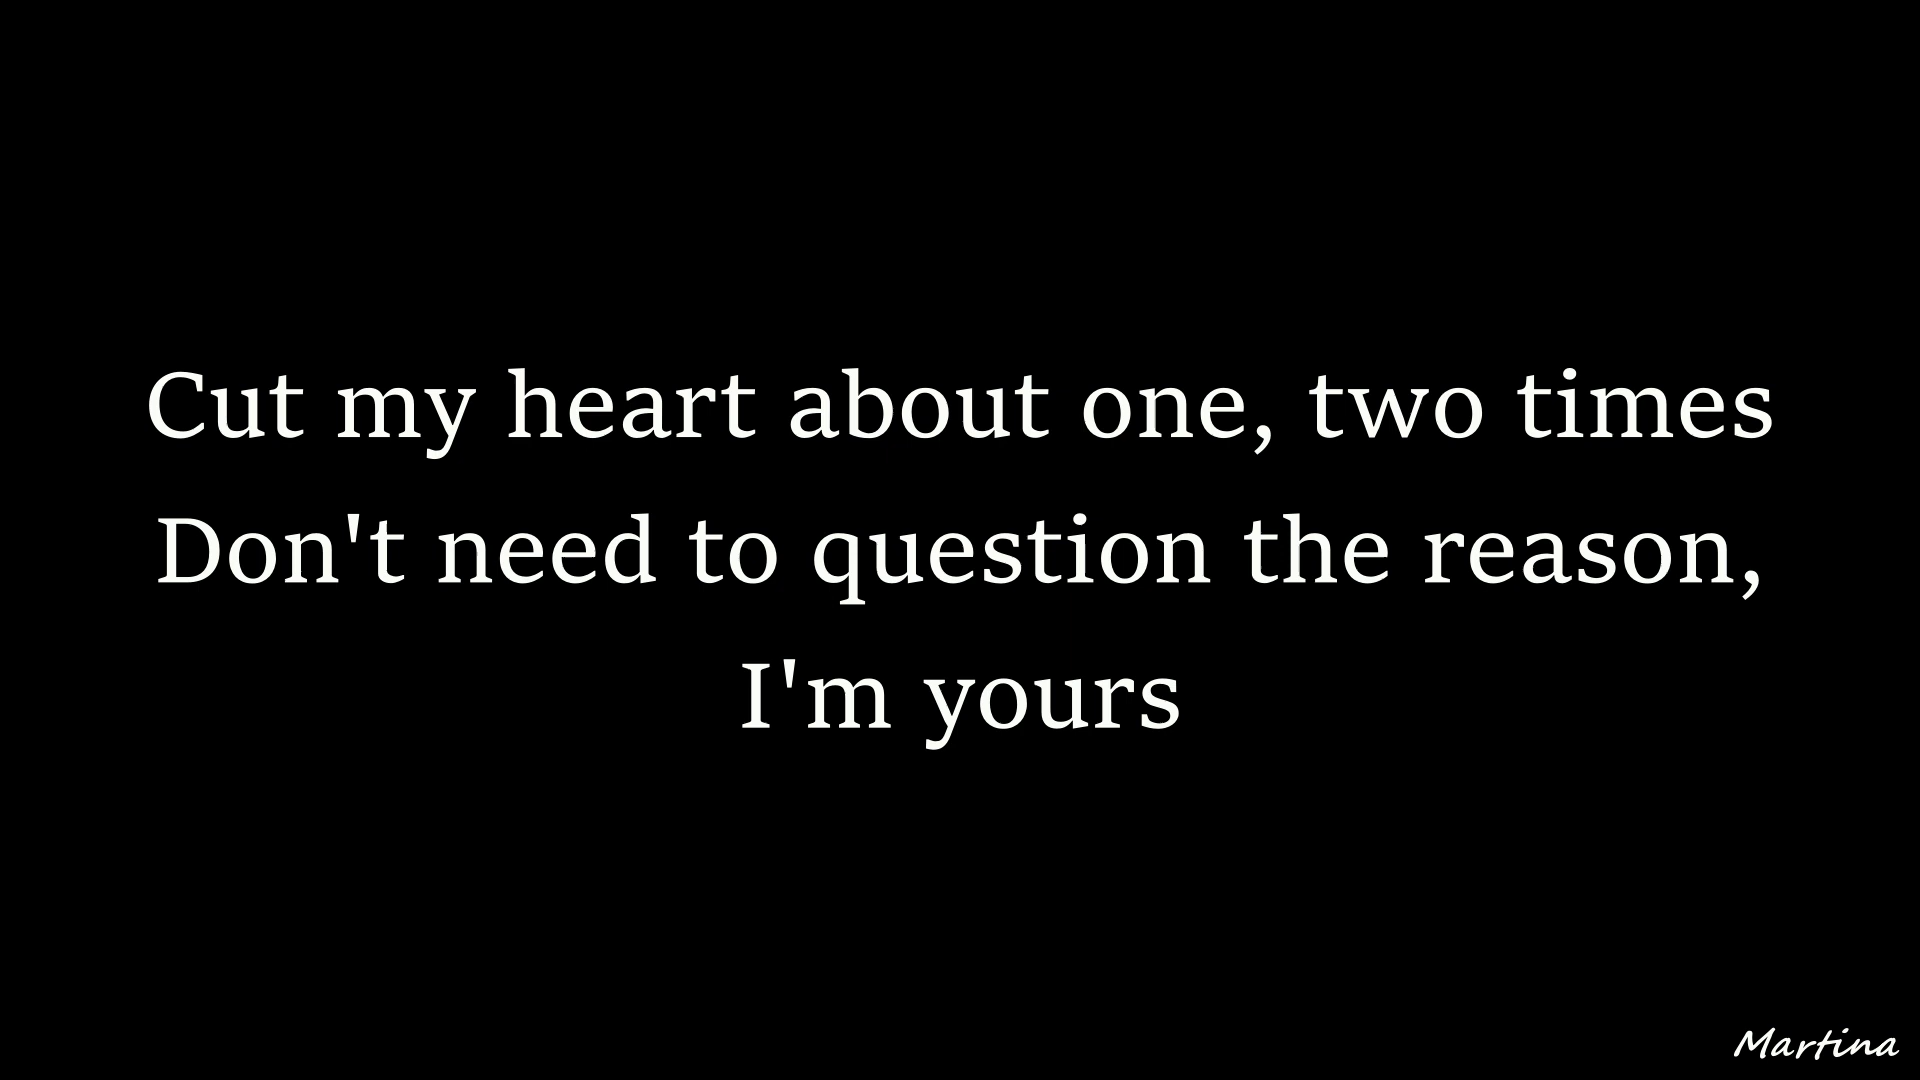 Cut my heart about one, two times
Don't need to question the reason,
I'm yours
Martina